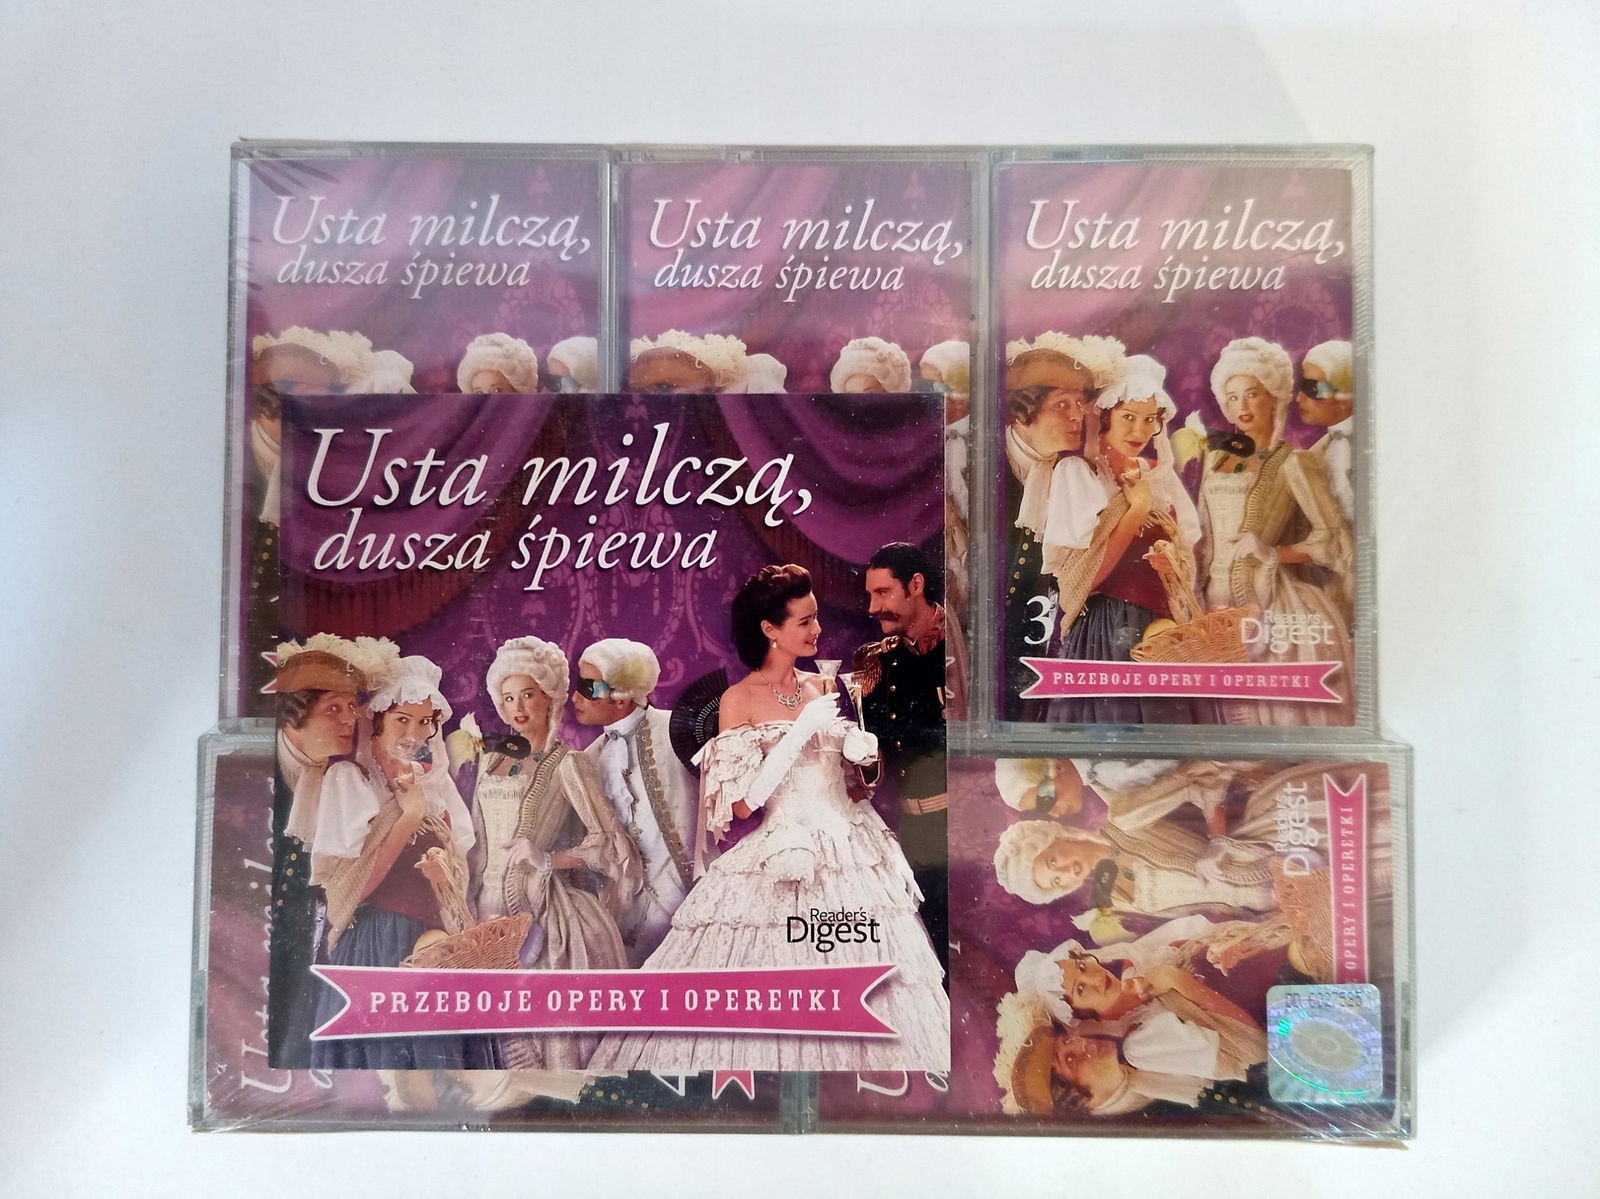 Usta milczą,
dusza śpiewa
Usta milczą,
dusza śpiewa
Usta milczą,
dusza śpiewa
3
Reader's
Digest
PRZEBOJE OPERY I OPERETKI
Usta milczą,
dusza śpiewa
Reader's
Digest
PRZEBOJE OPERY I OPERETKI
4
Reader's
Digest
OPERY I OPERETKI